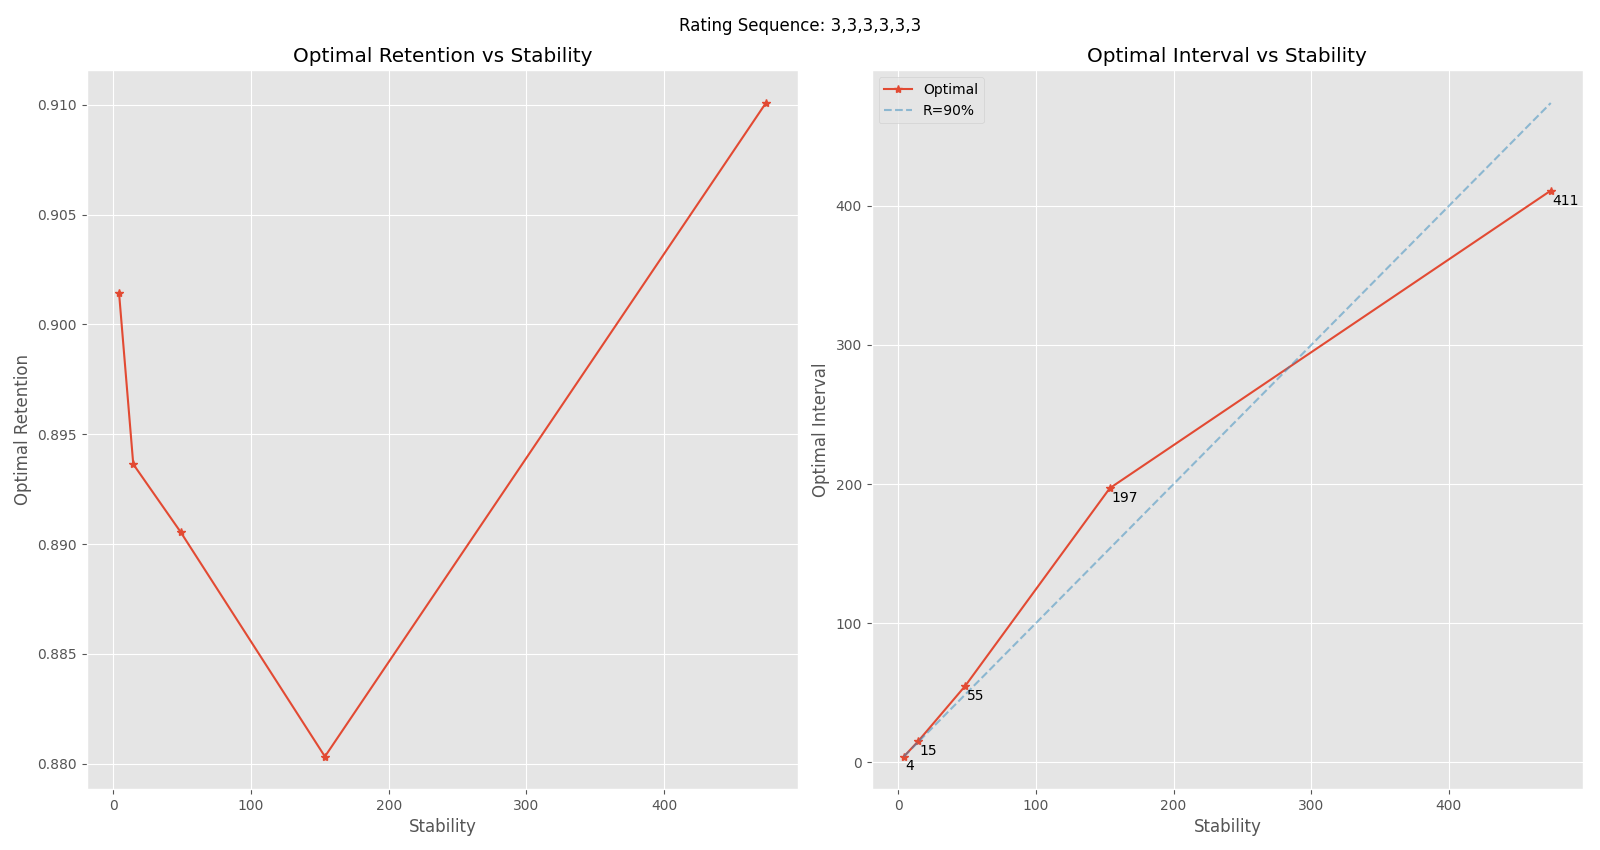 Rating Sequence: 3,3,3,3,3,3
Optimal Retention vs Stability
0.910
0.905
0.900
0.895
0.890
0.885
0.880
Optimal Retention
0 100 200 300 400
Stability
Optimal Interval vs Stability
Optimal
R=90%
400
300
200
100
0
Optimal Interval
411
197
55
15
4
0 100 200 300 400
Stability